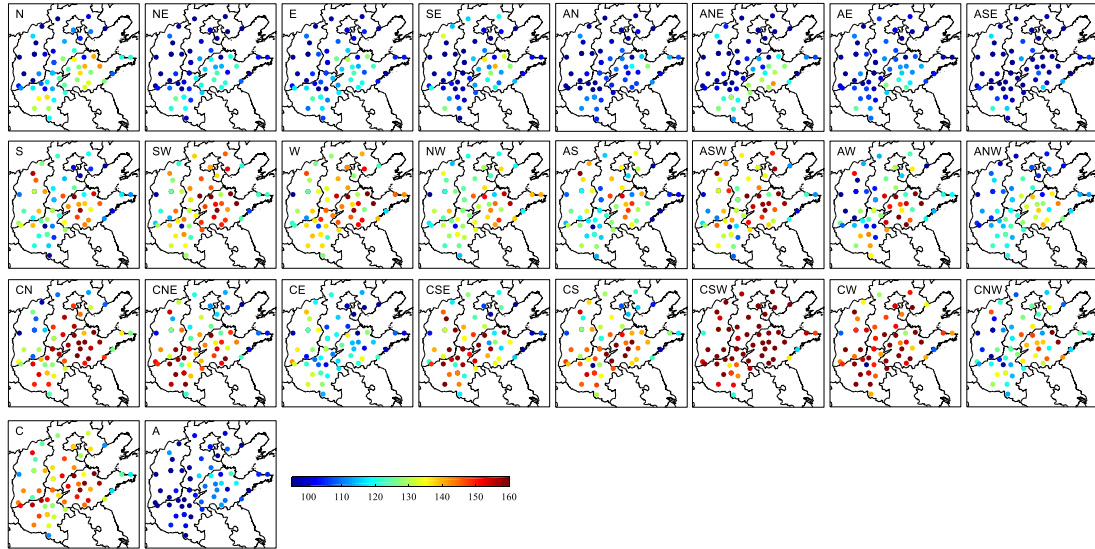 N NE E SE AN ANE AE ASE
S SW W NW AS ASW AW ANW
CN CNE CE CSE CS CSW CW CNW
C A
100 110 120 130 140 150 160